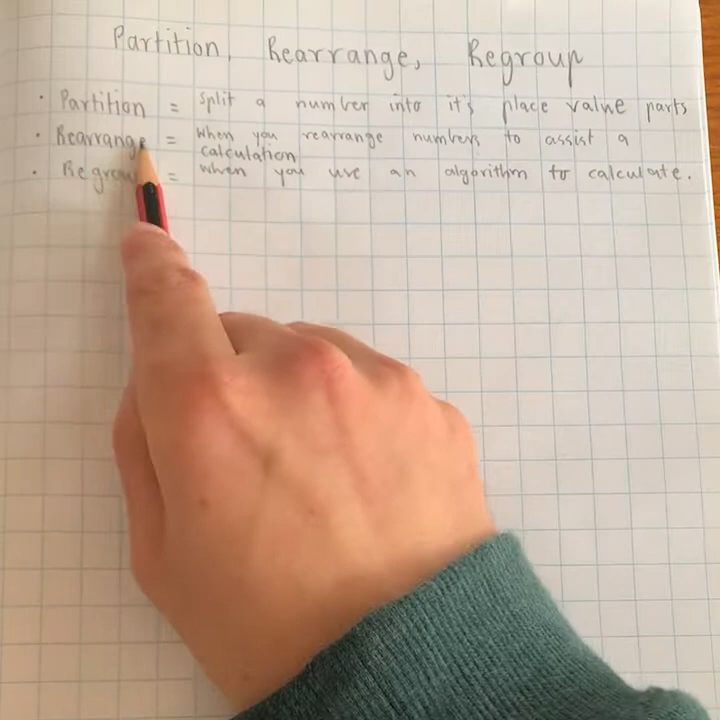 Partition, Rearrange, Regroup
• Partition = split a number into it's place value parts
• Rearrange = when you rearrange numbers to assist a
calculation
• = when you use an algorithm to calculate.